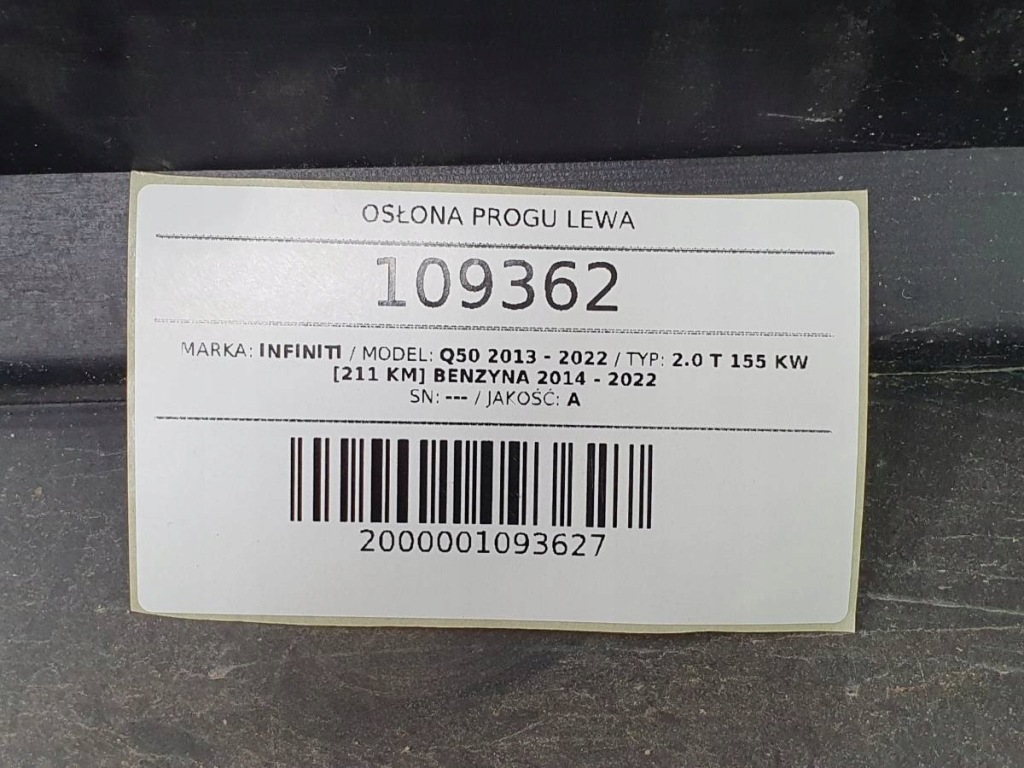 OSŁONA PROGU LEWA
109362
MARKA: INFINITI / MODEL: Q50 2013 - 2022 / TYP: 2.0 T 155 KW
[211 KM] BENZYNA 2014 - 2022
SN: --- / JAKOŚĆ: A
2000001093627